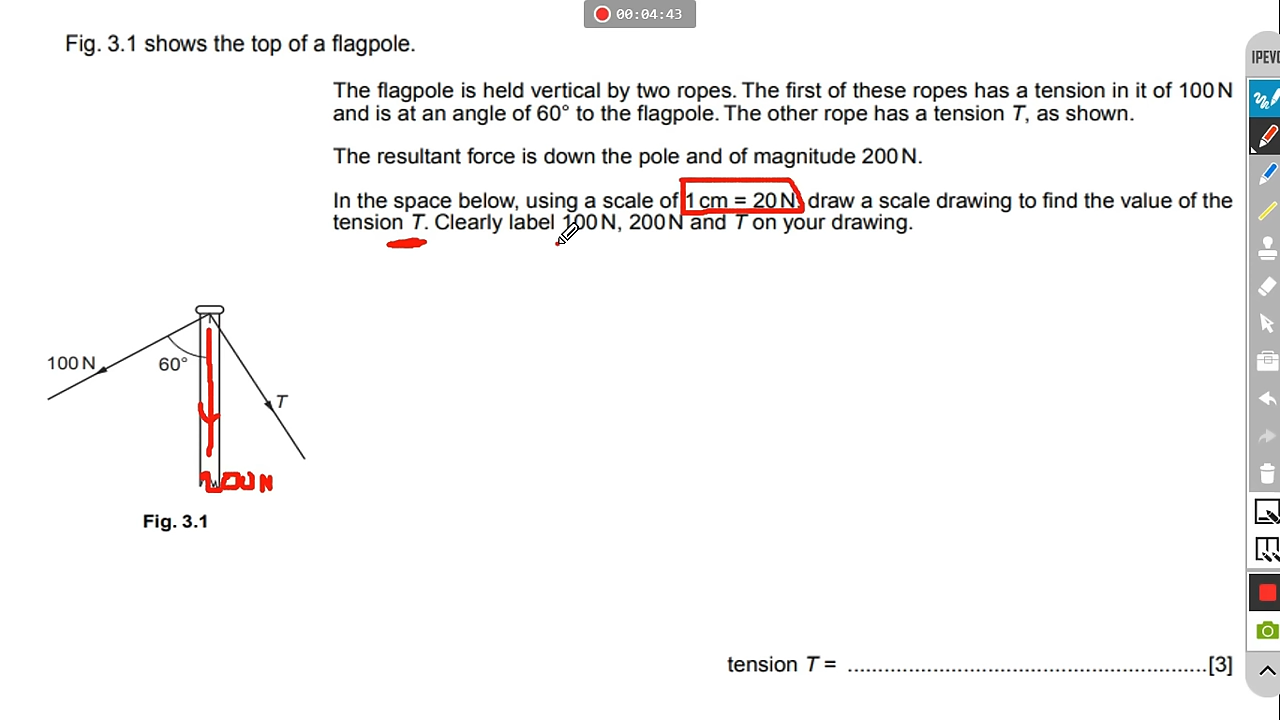 00:04:43
Fig. 3.1 shows the top of a flagpole.
IPEVO
The flagpole is held vertical by two ropes. The first of these ropes has a tension in it of 100 N
and is at an angle of 60° to the flagpole. The other rope has a tension T, as shown.
The resultant force is down the pole and of magnitude 200 N.
In the space below, using a scale of 1 cm = 20 N, draw a scale drawing to find the value of the
tension T. Clearly label 100 N, 200 N and T on your drawing.
100 N
60°
T
200N
Fig. 3.1
tension T = ............................................................[3]